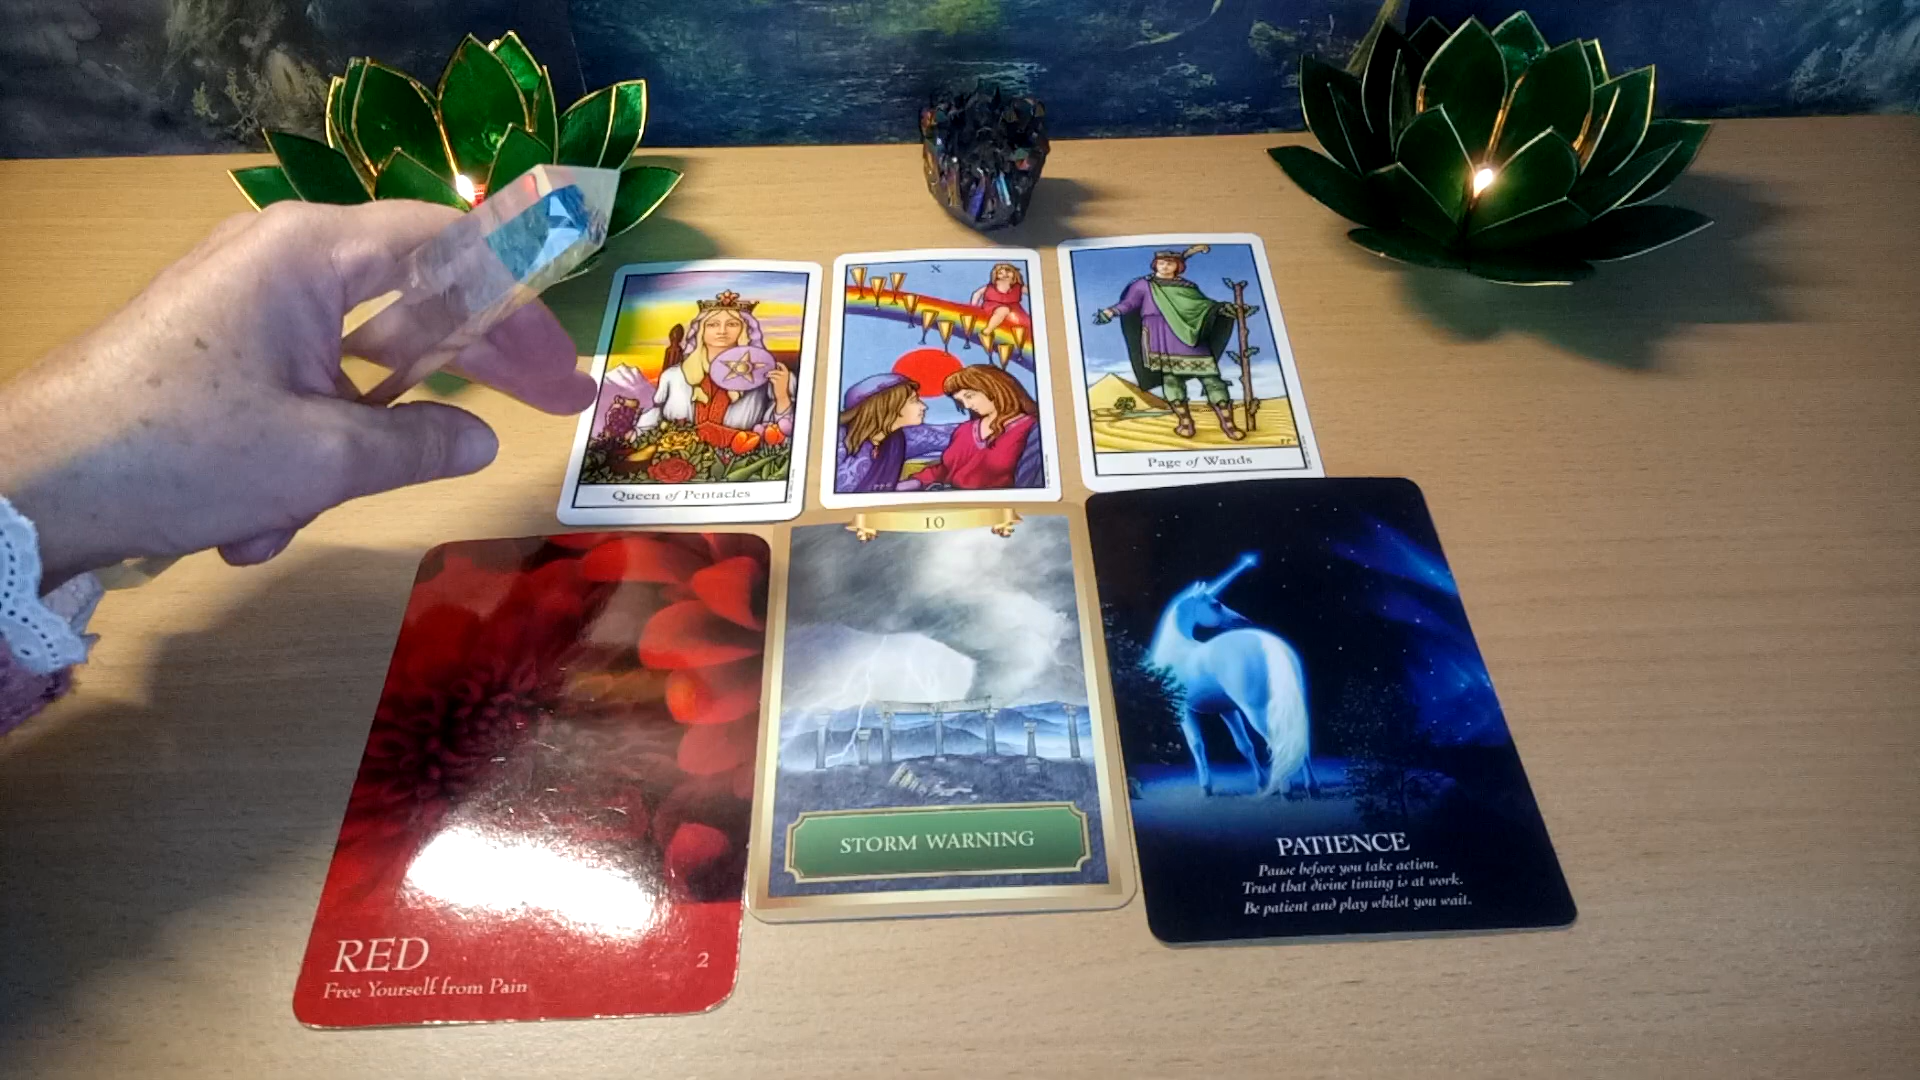 X
Queen of Pentacles
Page of Wands
10
STORM WARNING
PATIENCE
Pause before you take action.
Trust that divine timing is at work.
Be patient and play whilst you wait.
RED
2
Free Yourself from Pain